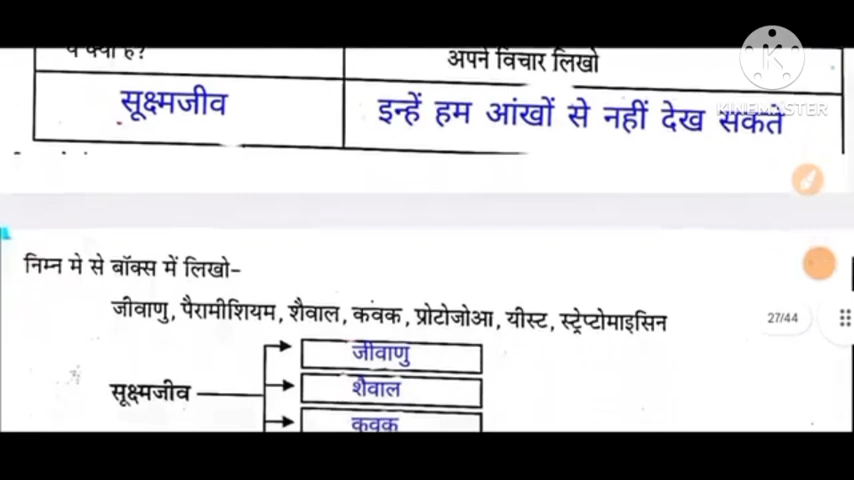 य क्या है?
अपने विचार लिखो
K
KINEMASTER
सूक्ष्मजीव
इन्हें हम आंखों से नहीं देख सकते
निम्न मे से बॉक्स में लिखो-
जीवाणु, पैरामीशियम, शैवाल, कवक, प्रोटोजोआ, यीस्ट, स्ट्रेप्टोमाइसिन
27/44
जीवाणु
सूक्ष्मजीव
शैवाल
कवक